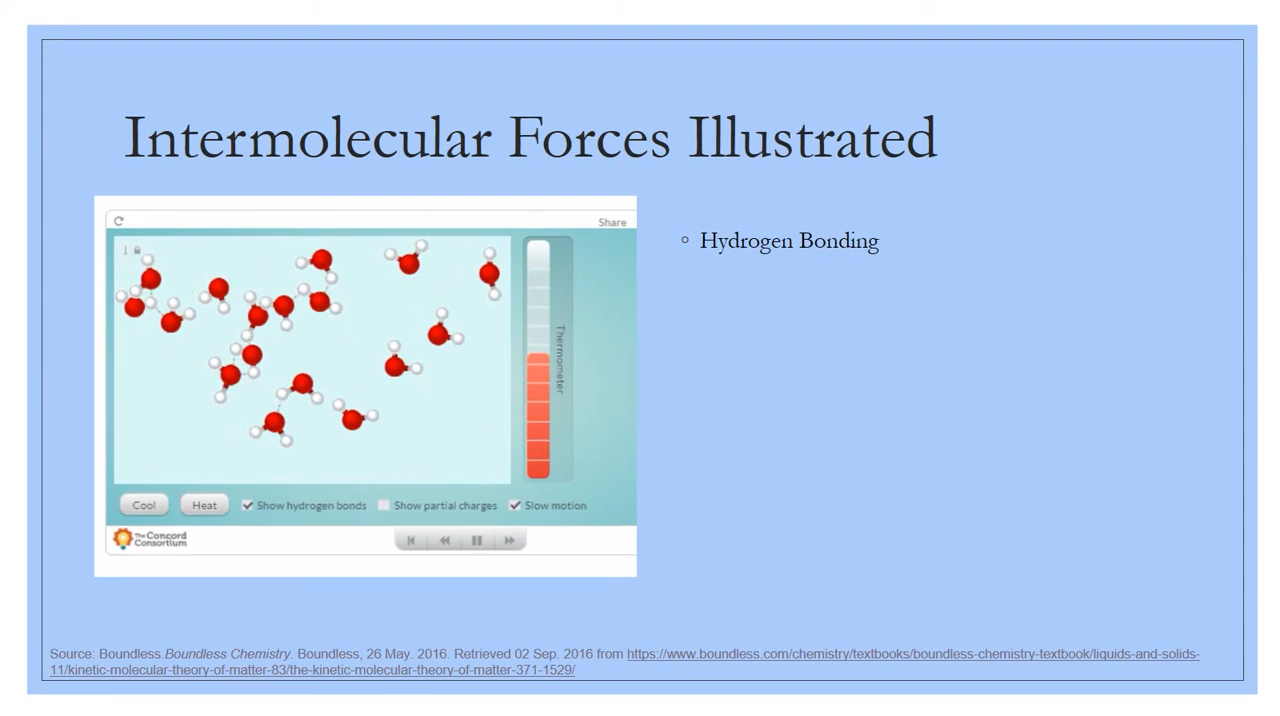 Intermolecular Forces Illustrated
Share
Thermometer
Cool
Heat
Show hydrogen bonds
Show partial charges
Slow motion
The Concord
Consortium
◦ Hydrogen Bonding
Source: Boundless.Boundless Chemistry. Boundless, 26 May. 2016. Retrieved 02 Sep. 2016 from https://www.boundless.com/chemistry/textbooks/boundless-chemistry-textbook/liquids-and-solids-
11/kinetic-molecular-theory-of-matter-83/the-kinetic-molecular-theory-of-matter-371-1529/